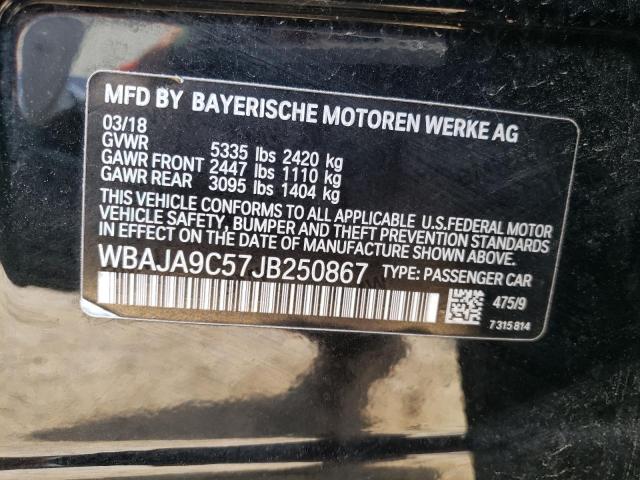 MFD BY BAYERISCHE MOTOREN WERKE AG
03/18
GVWR 5335 lbs 2420 kg
GAWR FRONT 2447 lbs 1110 kg
GAWR REAR 3095 lbs 1404 kg
THIS VEHICLE CONFORMS TO ALL APPLICABLE U.S.FEDERAL MOTOR
VEHICLE SAFETY, BUMPER AND THEFT PREVENTION STANDARDS
IN EFFECT ON THE DATE OF MANUFACTURE SHOWN ABOVE.
WBAJA9C57JB250867 TYPE: PASSENGER CAR
475/9
7 315 814